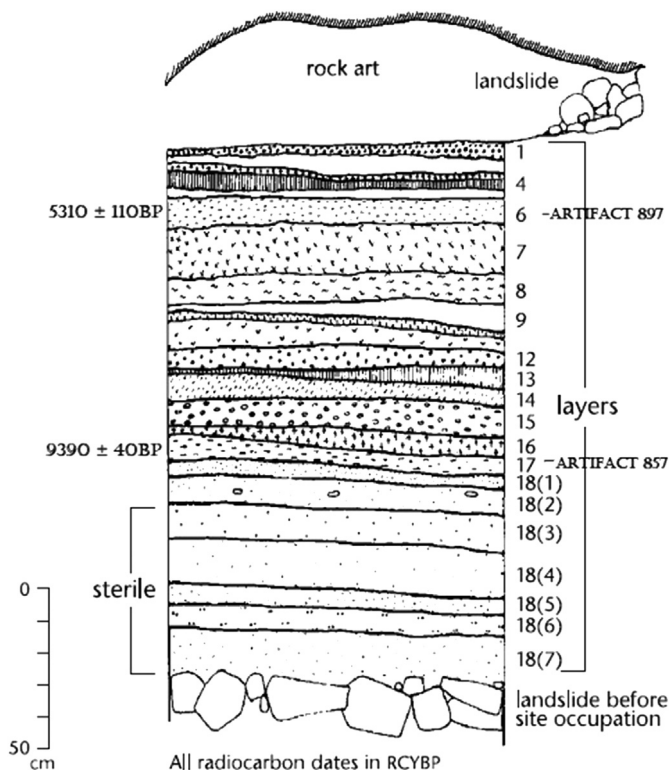 rock art
landslide
1
4
5310 ± 110BP
6
-ARTIFACT 897
7
8
9
12
13
14
layers
15
9390 ± 40BP
16
17
-ARTIFACT 857
18(1)
18(2)
18(3)
sterile
0
18(4)
18(5)
18(6)
18(7)
landslide before
site occupation
50
cm
All radiocarbon dates in RCYBP